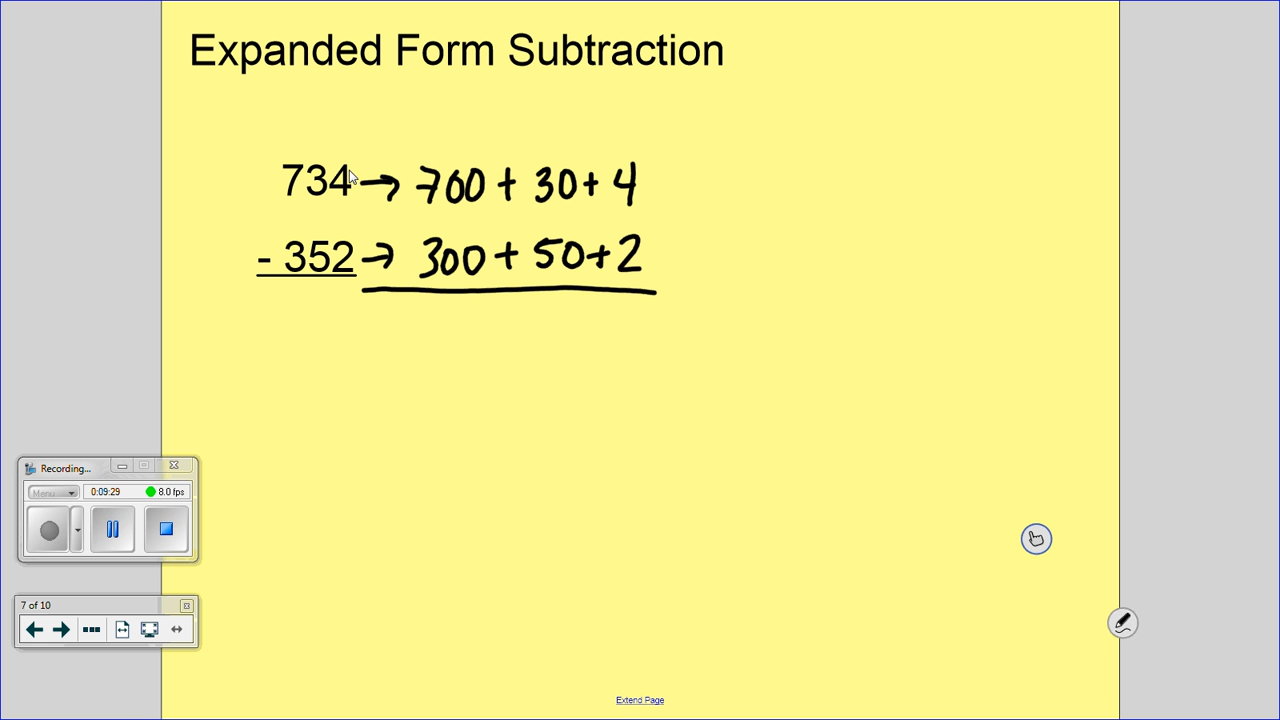 Expanded Form Subtraction
734 → 700 + 30 + 4
- 352 → 300 + 50 + 2
Recording...
Menu
0:09:29
8.0 fps
7 of 10
Extend Page